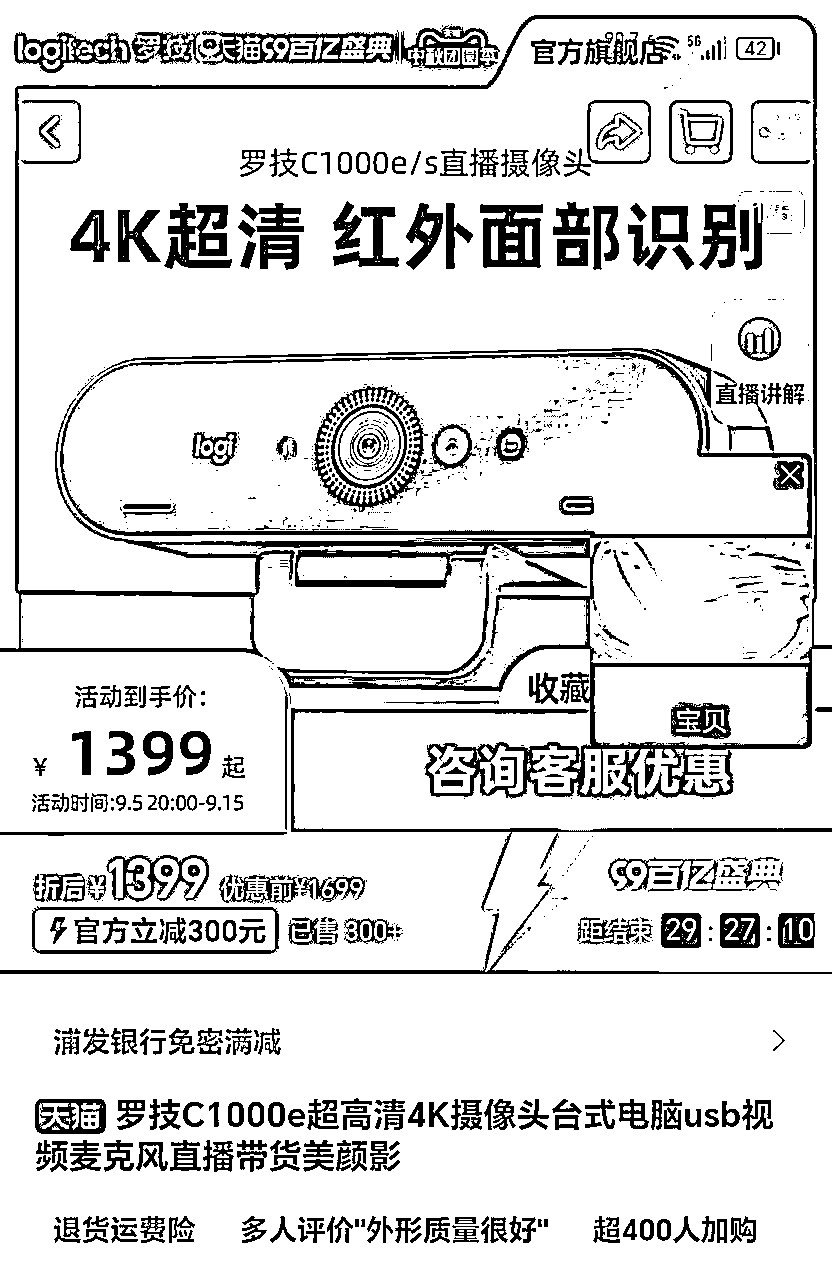 logitech 罗技 天猫99百亿盛典 中秋团圆季
官方旗舰店 5G 42
罗技C1000e/s直播摄像头
4K超清 红外面部识别
直播讲解
logi
收藏
宝贝
活动到手价:
¥ 1399 起
活动时间:9.5 20:00-9.15
咨询客服优惠
折后¥1399 优惠前¥1699
99百亿盛典
官方立减300元 已售 300+
距结束 29:27:10
浦发银行免密满减
天猫 罗技C1000e超高清4K摄像头台式电脑usb视
频麦克风直播带货美颜影
退货运费险 多人评价"外形质量很好" 超400人加购